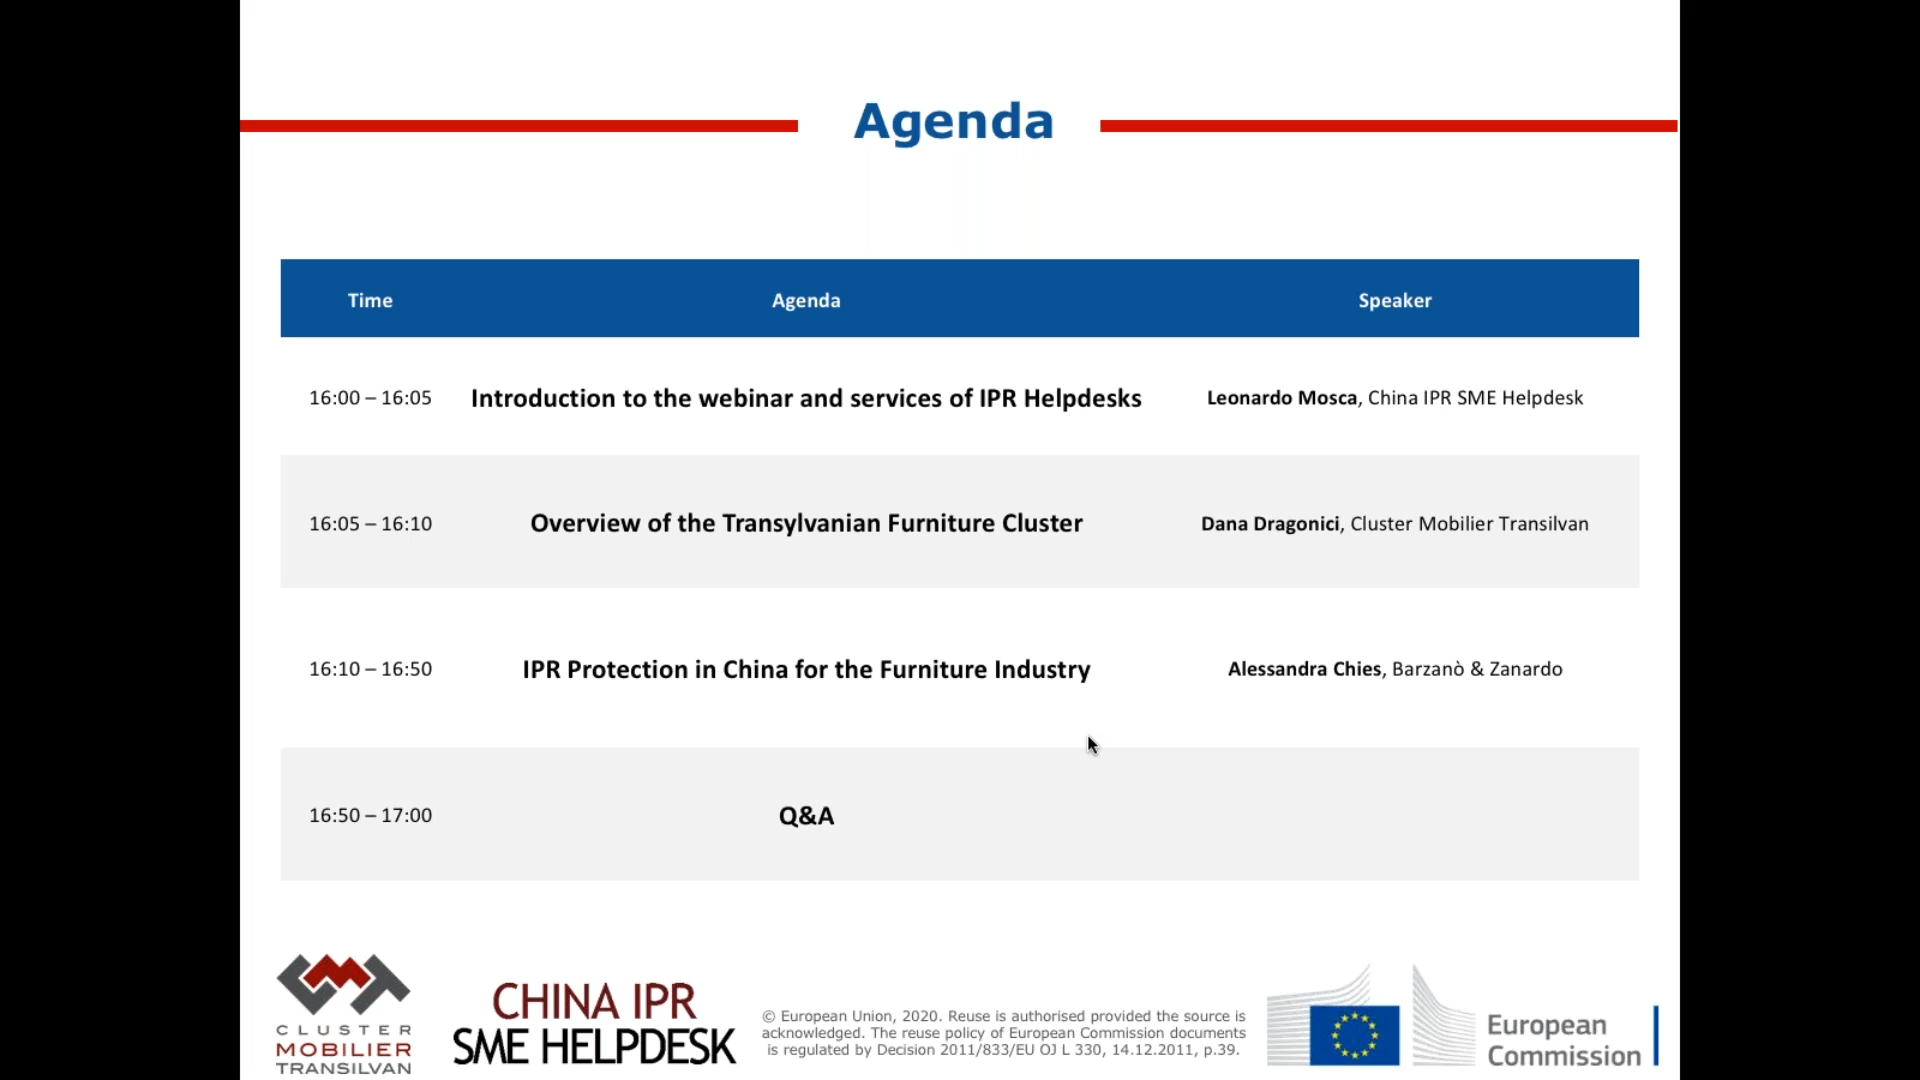 Agenda
Time Agenda Speaker
16:00 – 16:05 Introduction to the webinar and services of IPR Helpdesks Leonardo Mosca, China IPR SME Helpdesk
16:05 – 16:10 Overview of the Transylvanian Furniture Cluster Dana Dragonici, Cluster Mobilier Transilvan
16:10 – 16:50 IPR Protection in China for the Furniture Industry Alessandra Chies, Barzanò & Zanardo
16:50 – 17:00 Q&A
CLUSTER
MOBILIER
TRANSILVAN
CHINA IPR
SME HELPDESK
© European Union, 2020. Reuse is authorised provided the source is
acknowledged. The reuse policy of European Commission documents
is regulated by Decision 2011/833/EU OJ L 330, 14.12.2011, p.39.
European
Commission